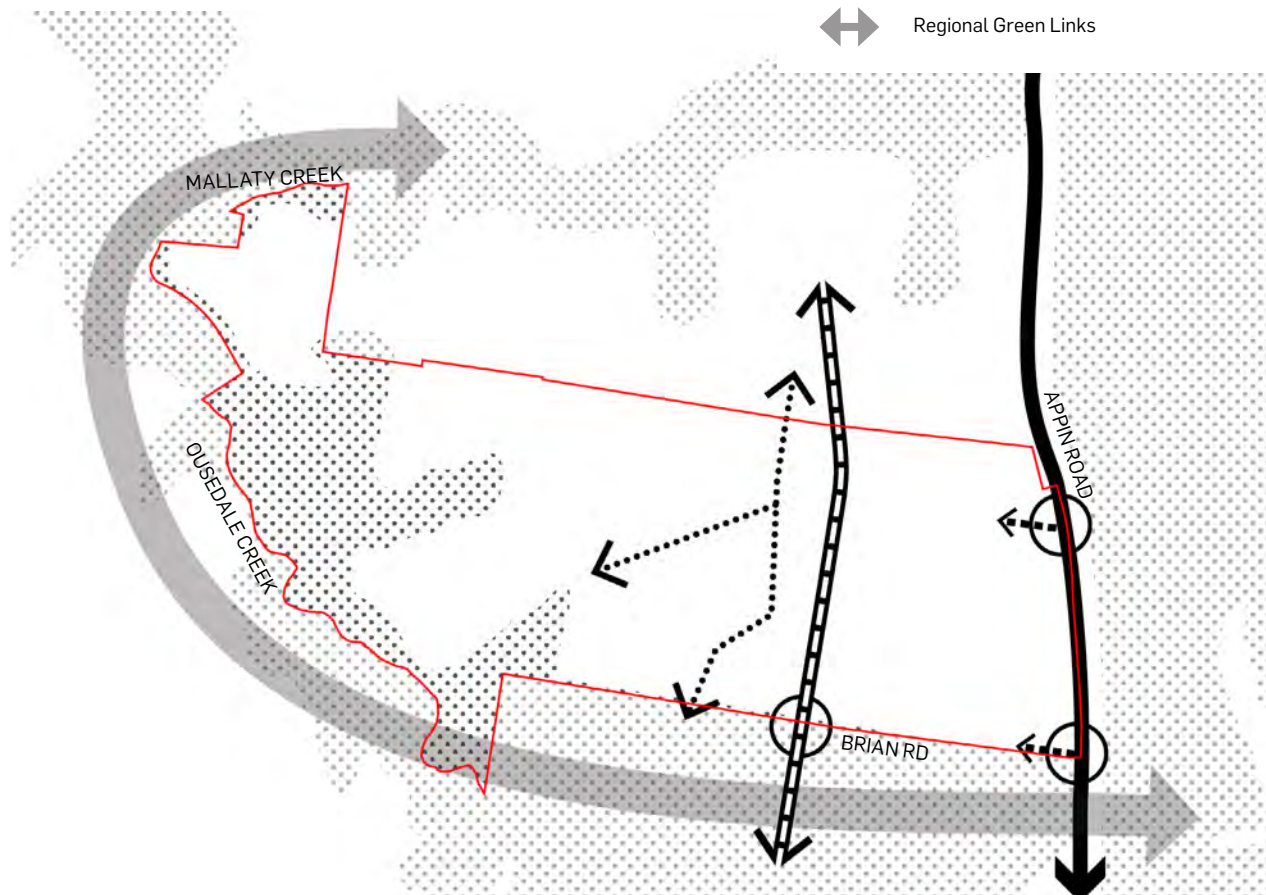 Regional Green Links
MALLATY CREEK
APPIN ROAD
OUSEDALE CREEK
BRIAN RD